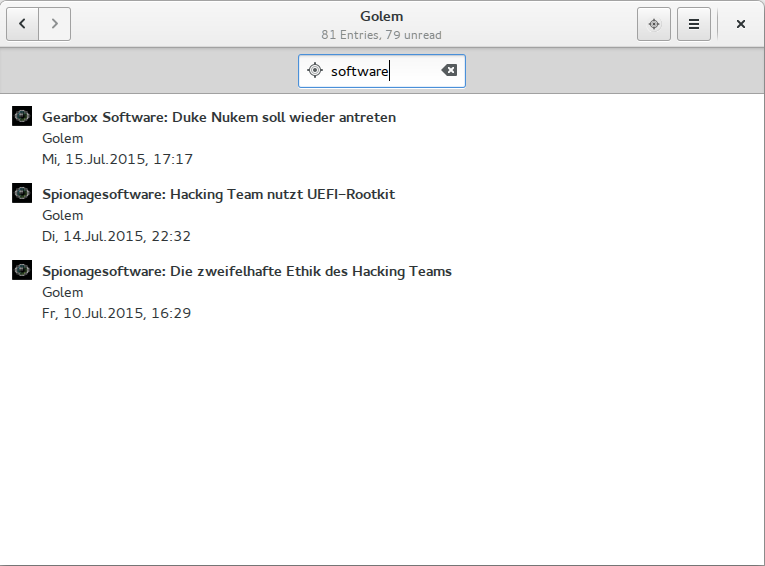 Golem
81 Entries, 79 unread
software
Gearbox Software: Duke Nukem soll wieder antreten
Golem
Mi, 15.Jul.2015, 17:17
Spionagesoftware: Hacking Team nutzt UEFI-Rootkit
Golem
Di, 14.Jul.2015, 22:32
Spionagesoftware: Die zweifelhafte Ethik des Hacking Teams
Golem
Fr, 10.Jul.2015, 16:29